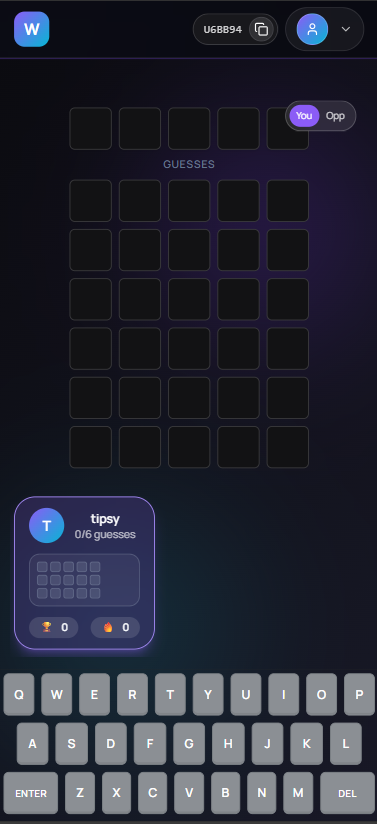 W U6BB94
You Opp
GUESSES
T tipsy
0/6 guesses
0 0
Q W E R T Y U I O P
A S D F G H J K L
ENTER Z X C V B N M DEL